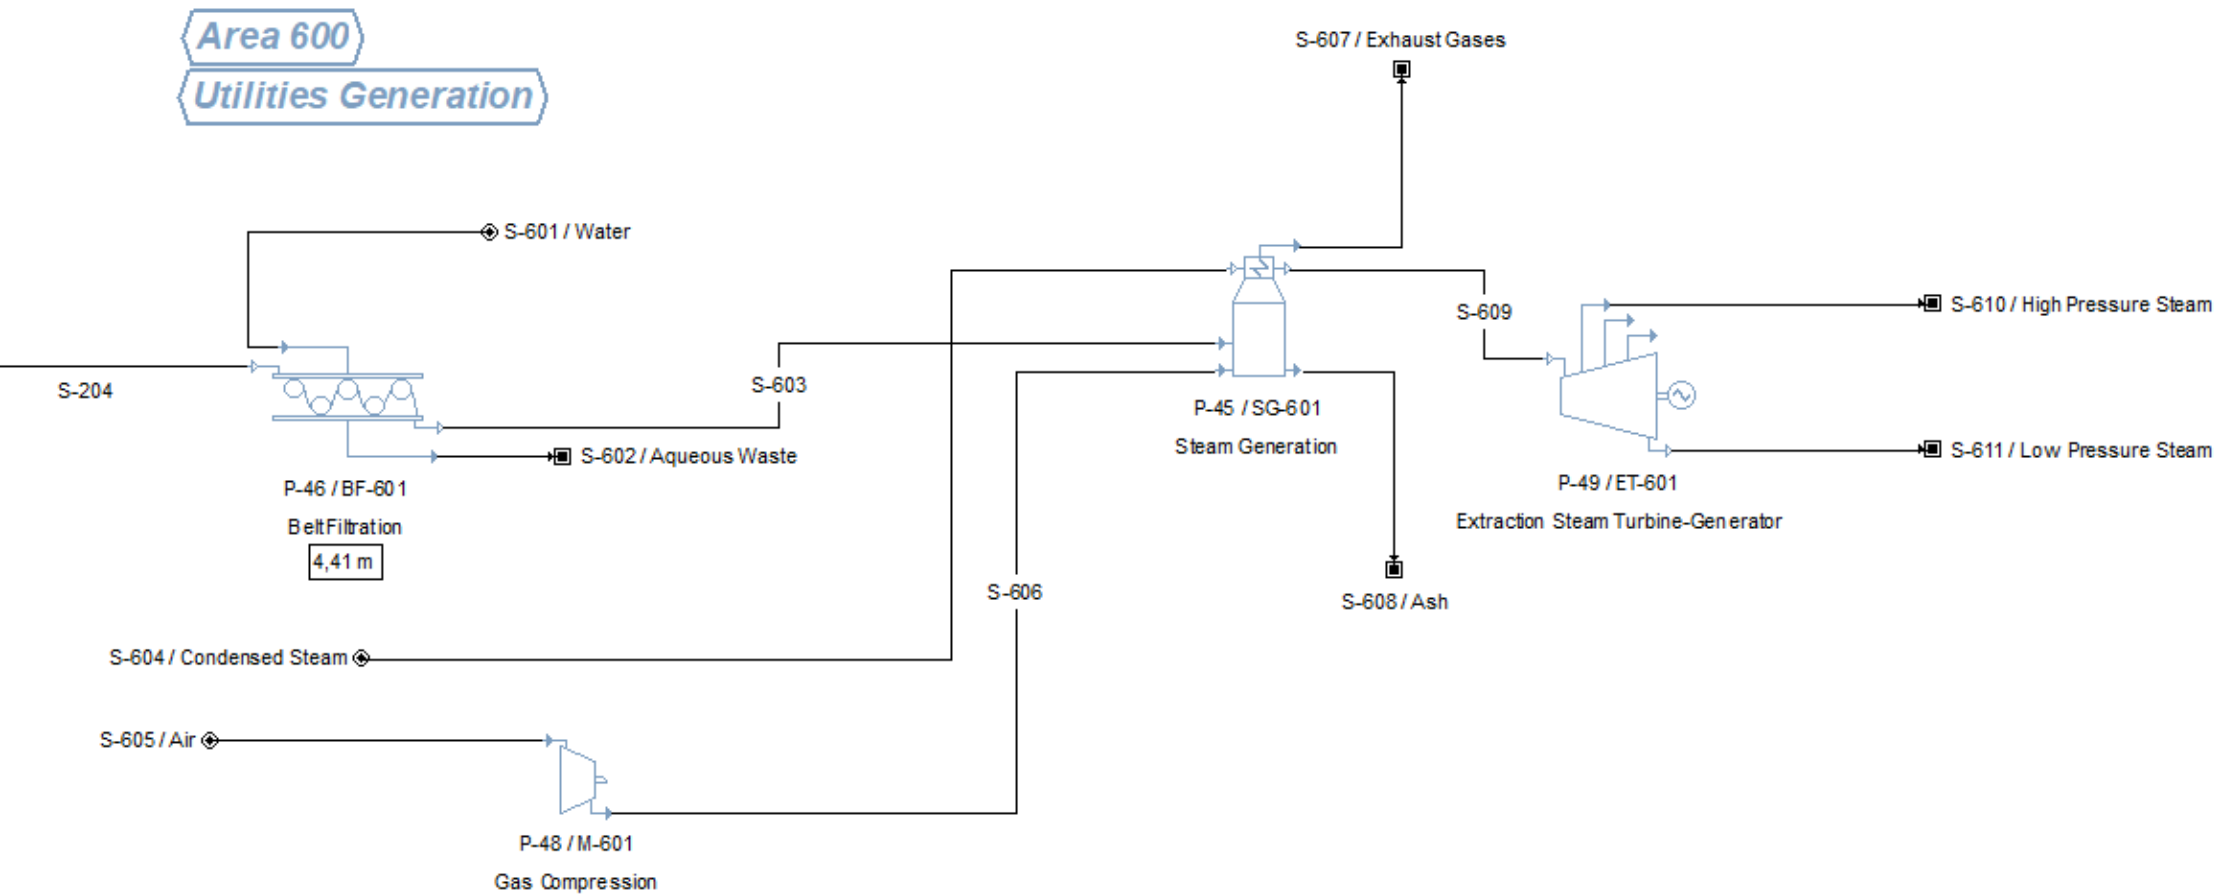 Area 600
Utilities Generation
S-607 / Exhaust Gases
S-601 / Water
S-204
S-603
S-602 / Aqueous Waste
P-46 / BF-601
Belt Filtration
4,41 m
S-609
S-610 / High Pressure Steam
S-611 / Low Pressure Steam
P-45 / SG-601
Steam Generation
P-49 / ET-601
Extraction Steam Turbine-Generator
S-606
S-608 / Ash
S-604 / Condensed Steam
S-605 / Air
P-48 / M-601
Gas Compression